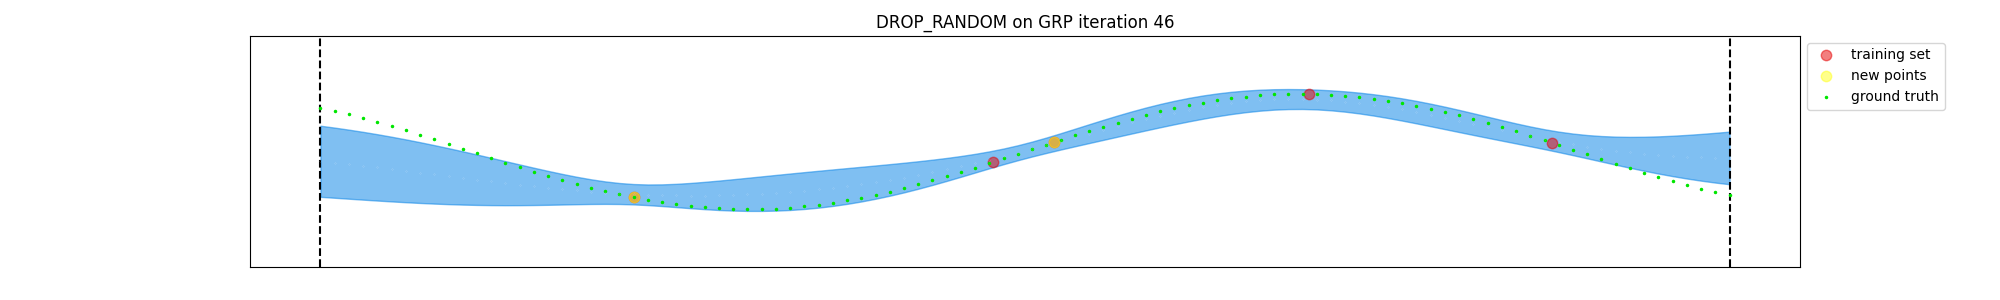 DROP_RANDOM on GRP iteration 46
training set
new points
ground truth